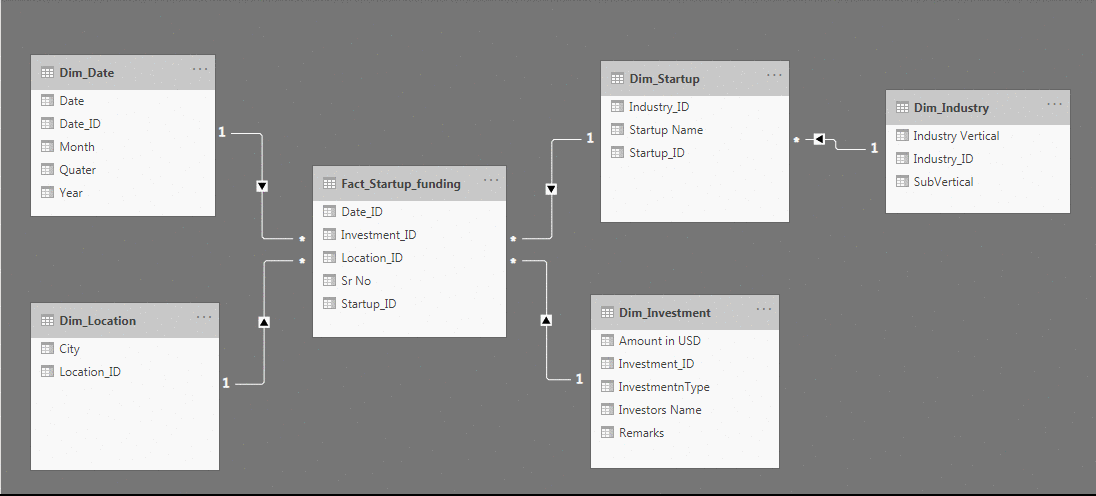 Dim_Date
Date
Date_ID
Month
Quater
Year
1
*
Fact_Startup_funding
Date_ID
Investment_ID
Location_ID
Sr No
Startup_ID
*
*
*
Dim_Location
City
Location_ID
1
Dim_Startup
Industry_ID
Startup Name
Startup_ID
1
*
1
Dim_Industry
Industry Vertical
Industry_ID
SubVertical
Dim_Investment
Amount in USD
Investment_ID
InvestmentnType
Investors Name
Remarks
1